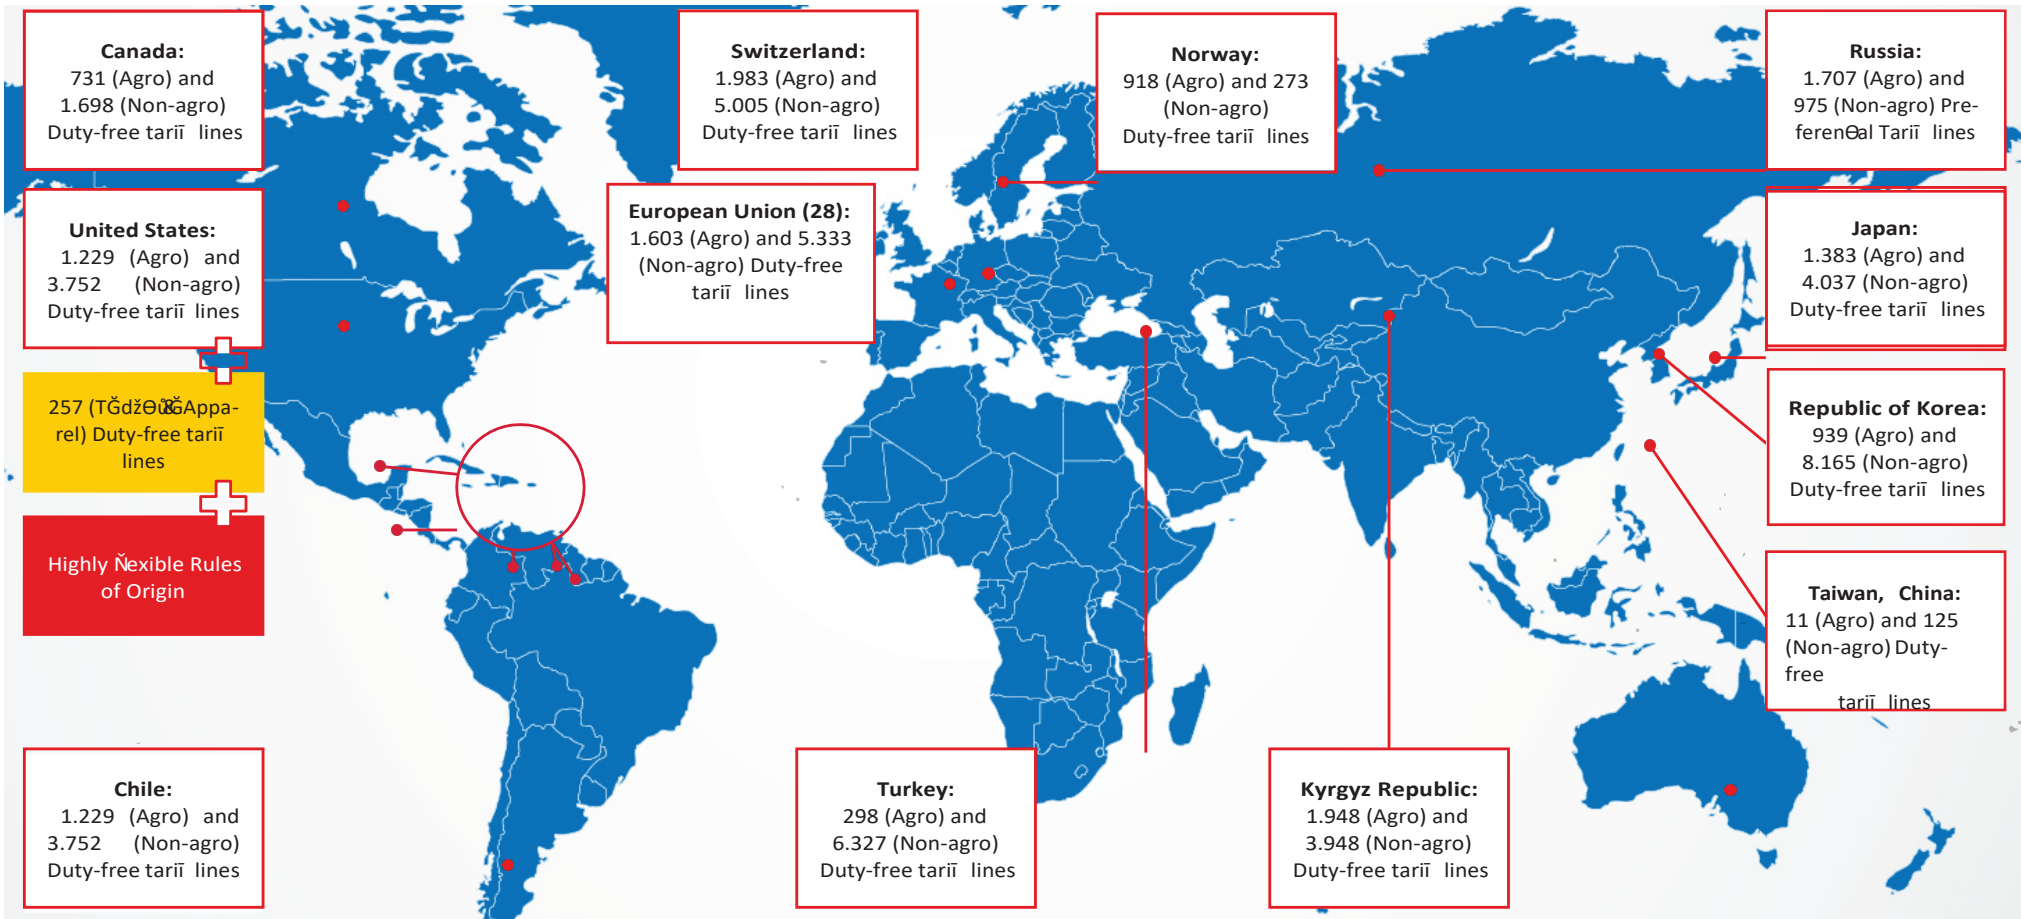 Canada:
731 (Agro) and
1.698 (Non-agro)
Duty-free tariī lines
Switzerland:
1.983 (Agro) and
5.005 (Non-agro)
Duty-free tariī lines
Norway:
918 (Agro) and 273
(Non-agro)
Duty-free tariī lines
Russia:
1.707 (Agro) and
975 (Non-agro) Pre-
ferenƟal Tariī lines
United States:
1.229 (Agro) and
3.752 (Non-agro)
Duty-free tariī lines
European Union (28):
1.603 (Agro) and 5.333
(Non-agro) Duty-free
tariī lines
Japan:
1.383 (Agro) and
4.037 (Non-agro)
Duty-free tariī lines
257 Appa-
rel) Duty-free tariī
lines
Republic of Korea:
939 (Agro) and
8.165 (Non-agro)
Duty-free tariī lines
Highly Ňexible Rules
of Origin
Taiwan, China:
11 (Agro) and 125
(Non-agro) Duty-
free
tariī lines
Chile:
1.229 (Agro) and
3.752 (Non-agro)
Duty-free tariī lines
Turkey:
298 (Agro) and
6.327 (Non-agro)
Duty-free tariī lines
Kyrgyz Republic:
1.948 (Agro) and
3.948 (Non-agro)
Duty-free tariī lines